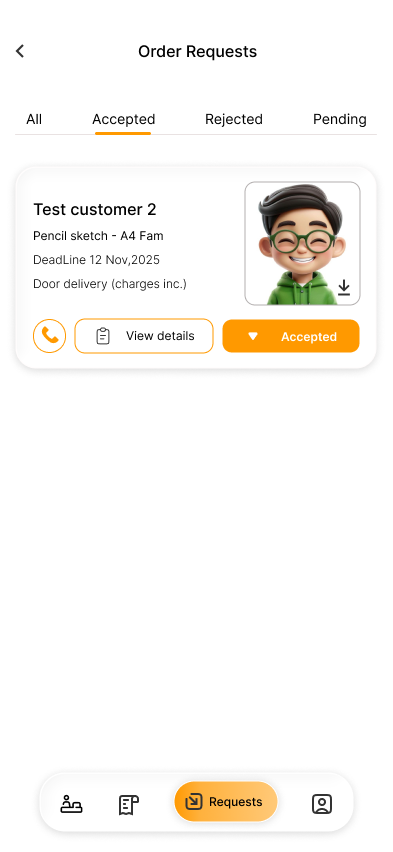 Order Requests
All Accepted Rejected Pending
Test customer 2
Pencil sketch - A4 Fam
DeadLine 12 Nov,2025
Door delivery (charges inc.)
View details Accepted
Requests